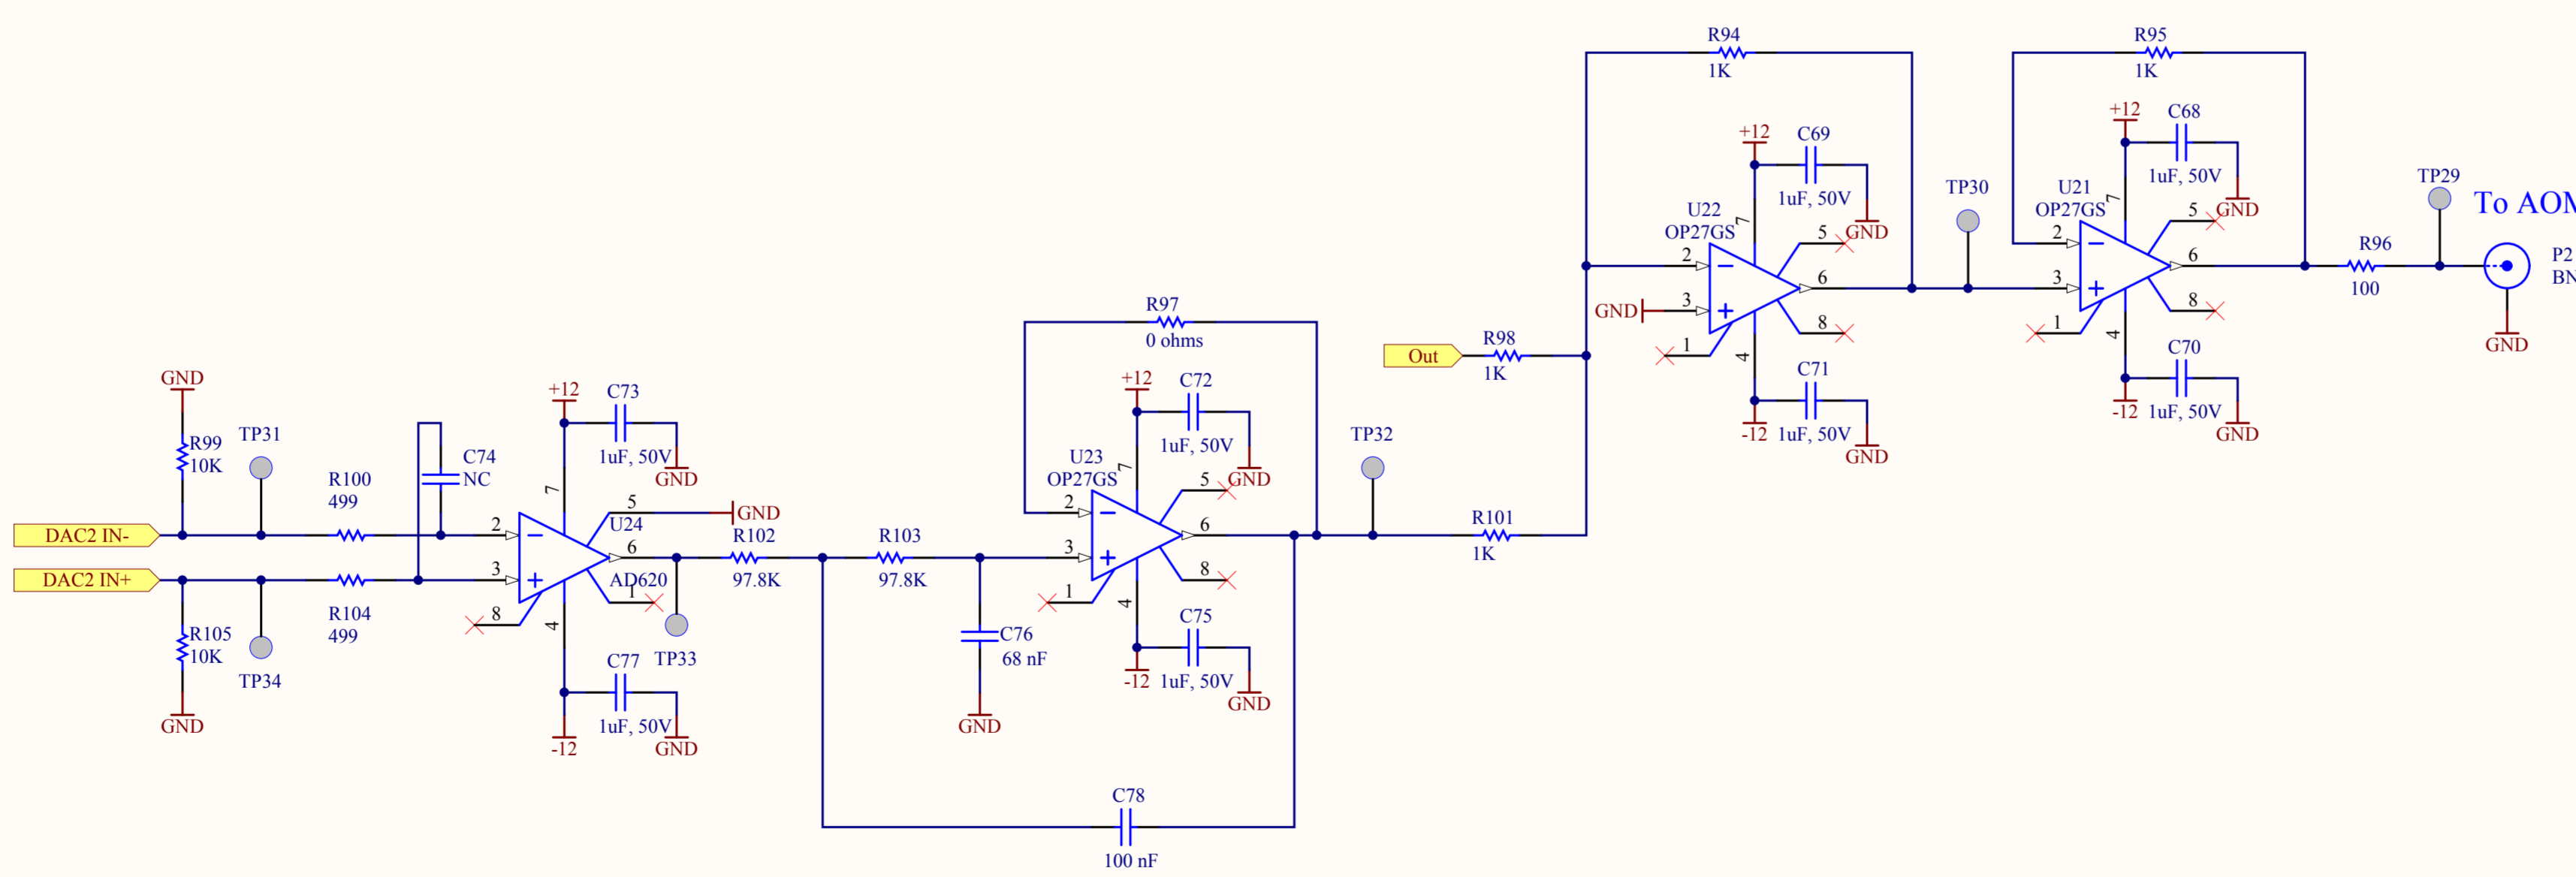 R94
1K
R95
1K
+12
C68
1uF, 50V
GND
+12
C69
1uF, 50V
GND
TP30
TP29
To AOM
U22
OP27GS
7
2
3
GND
1
4
5
6
8
U21
OP27GS
7
2
3
1
4
5
6
8
R96
100
P2
BN
GND
C70
-12
1uF, 50V
GND
C71
-12
1uF, 50V
GND
Out
R98
1K
R97
0 ohms
+12
C72
1uF, 50V
GND
U23
OP27GS
7
2
3
1
4
5
6
8
TP32
R101
1K
C75
-12
1uF, 50V
GND
GND
R99
10K
TP31
R100
499
C74
NC
+12
C73
1uF, 50V
GND
DAC2 IN-
DAC2 IN+
7
2
3
8
4
5
GND
U24
6
AD620
1
R102
97.8K
R103
97.8K
R105
10K
GND
TP34
R104
499
C77
1uF, 50V
-12
GND
TP33
C76
68 nF
GND
C78
100 nF